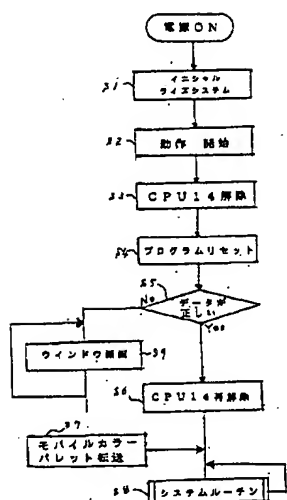 電源ON
S1
イニシャル
ライズシステム
S2
動作 開始
S3
CPU14解除
S4
プログラムリセット
S5
データが
正しい
No
Yes
ウインドウ
S9
S6
CPU14再解除
S7
モバイルカラー
パレット転送
S8
システムルーチン